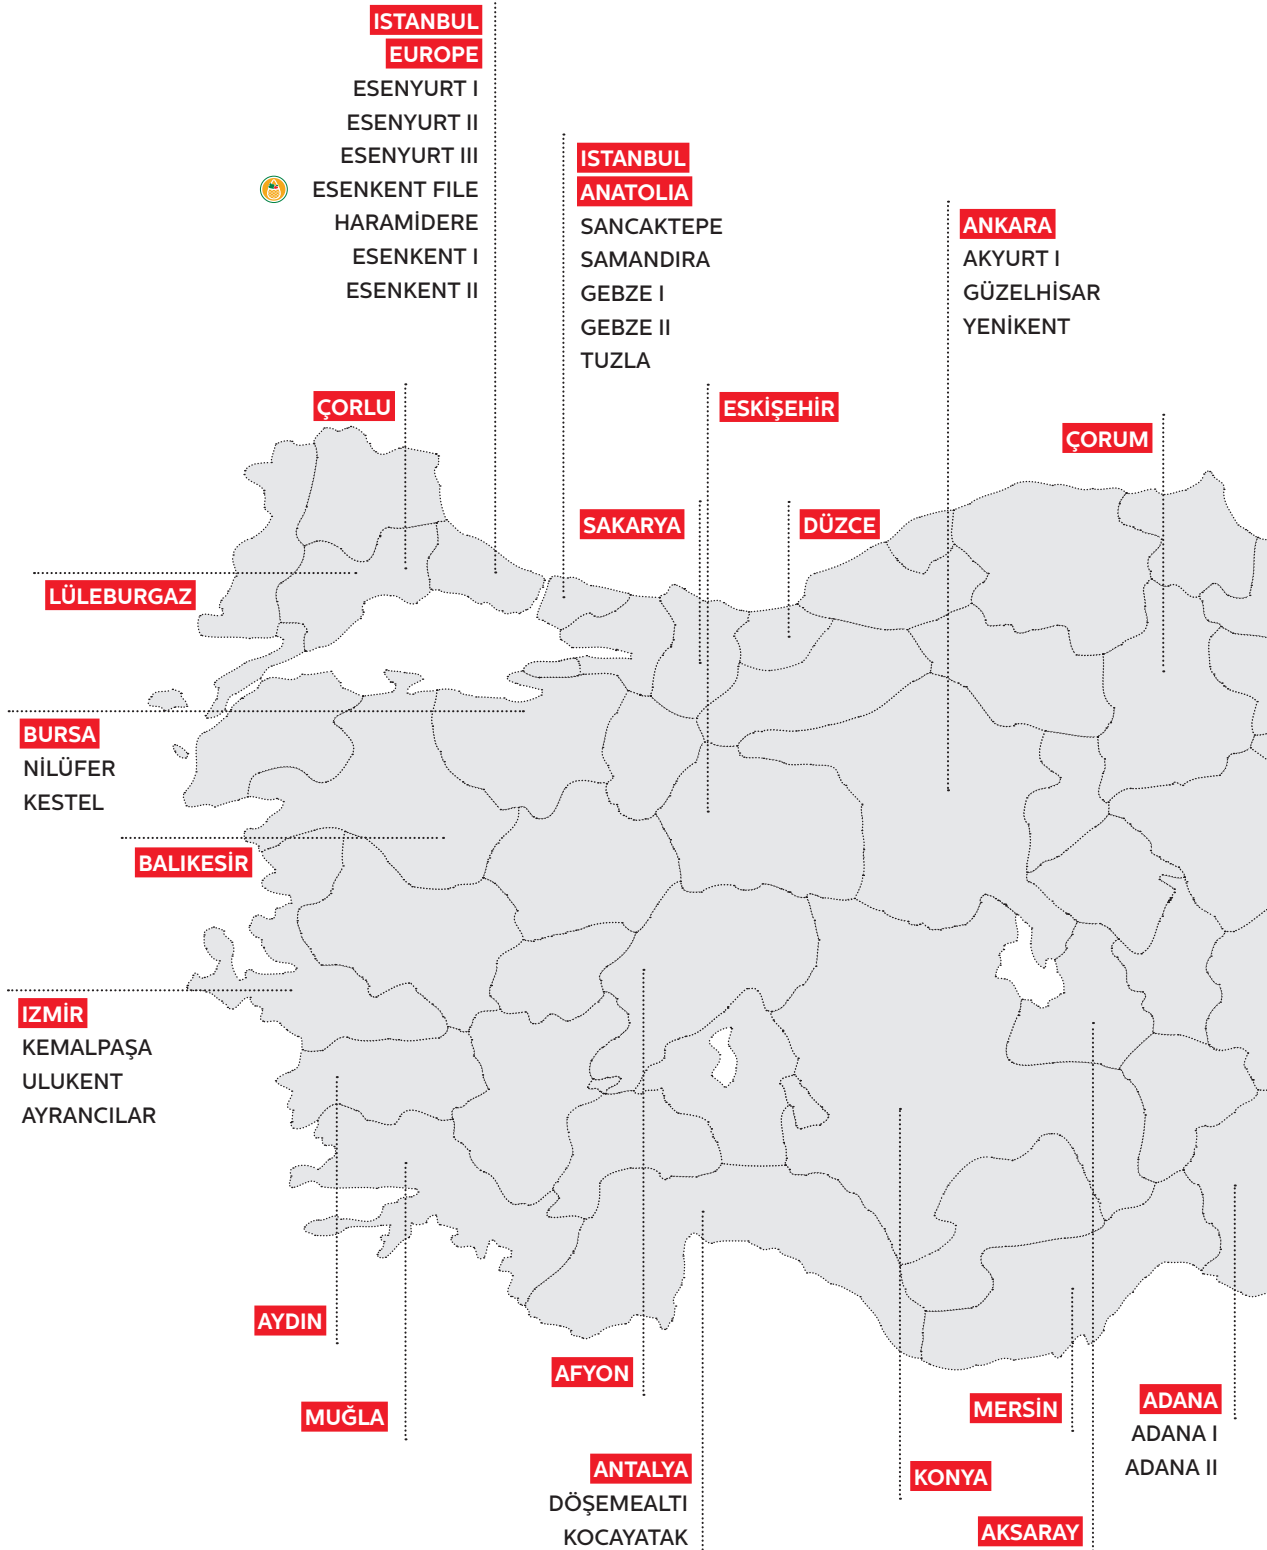 ISTANBUL
EUROPE
ESENYURT I
ESENYURT II
ESENYURT III
ESENKENT FILE
HARAMİDERE
ESENKENT I
ESENKENT II
ISTANBUL
ANATOLIA
SANCAKTEPE
SAMANDIRA
GEBZE I
GEBZE II
TUZLA
ANKARA
AKYURT I
GÜZELHİSAR
YENİKENT
ÇORLU
ESKİŞEHİR
ÇORUM
SAKARYA
DÜZCE
LÜLEBURGAZ
BURSA
NİLÜFER
KESTEL
BALIKESİR
IZMİR
KEMALPAŞA
ULUKENT
AYRANCILAR
AYDIN
AFYON
MUĞLA
MERSİN
ADANA
ADANA I
ADANA II
ANTALYA
DÖŞEMEALTI
KOCAYATAK
KONYA
AKSARAY